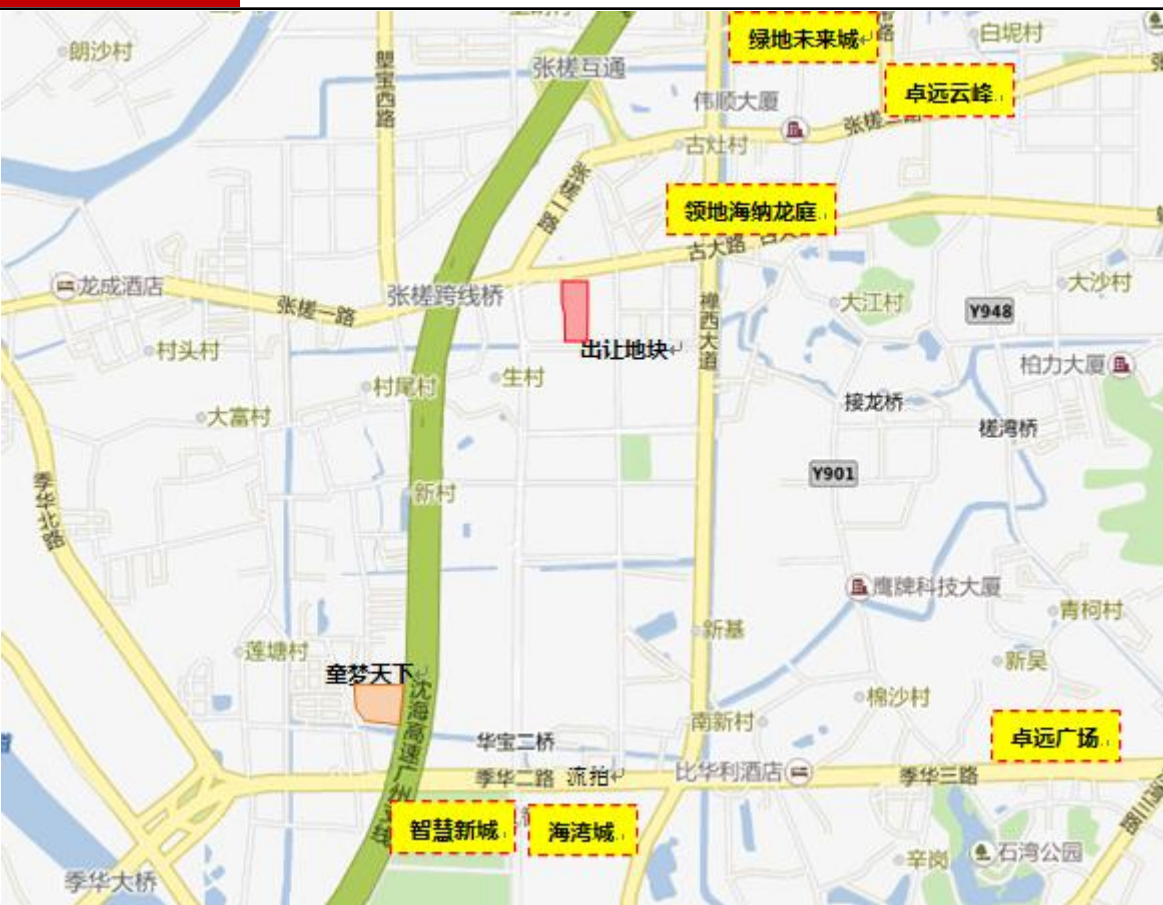 绿地未来城
白坭村
朗沙村
张槎互通
塱宝西路
卓远云峰
伟顺大厦
张槎二路
古灶村
张槎一路
领地海纳龙庭
古大路
龙成酒店
张槎跨线桥
大沙村
张槎一路
大江村
Y948
禅西大道
出让地块
村头村
柏力大厦
生村
村尾村
接龙桥
大富村
槎湾桥
Y901
季华北路
新村
鹰牌科技大厦
青柯村
新基
莲塘村
新吴
童梦天下
棉沙村
沈海高速广州支线
南新村
卓远广场
华宝二桥
季华二路
流拍
比华利酒店
季华三路
智慧新城
海湾城
石湾公园
辛岗
季华大桥